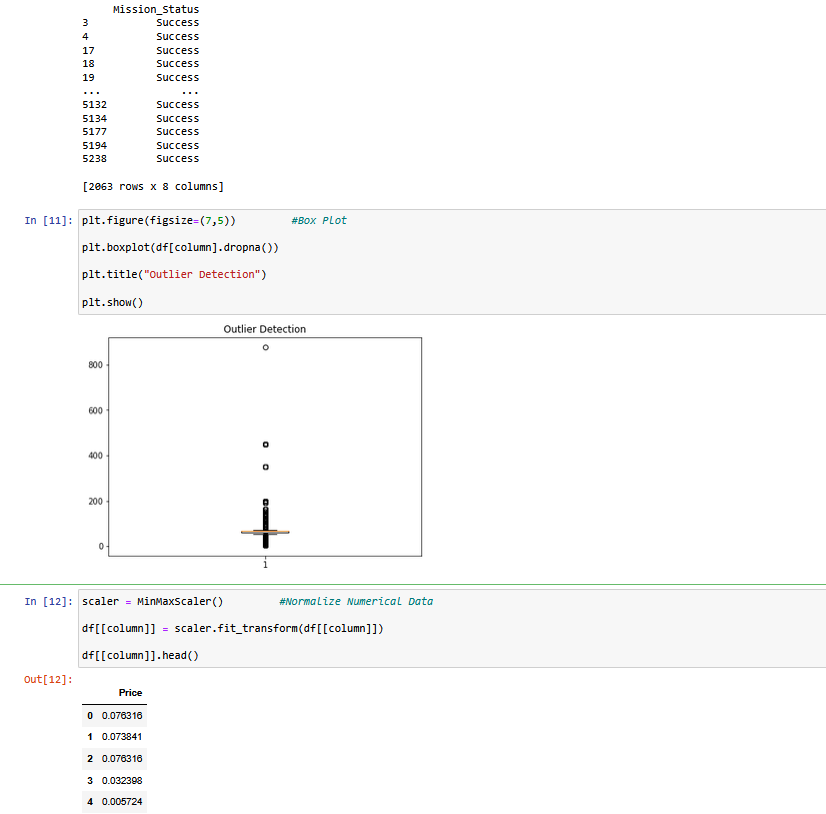 Mission_Status
3 Success
4 Success
17 Success
18 Success
19 Success
... ...
5132 Success
5134 Success
5177 Success
5194 Success
5238 Success
[2063 rows x 8 columns]
In [11]: plt.figure(figsize=(7,5)) #Box Plot
plt.boxplot(df[column].dropna())
plt.title("Outlier Detection")
plt.show()
Outlier Detection
800
600
400
200
0
1
In [12]: scaler = MinMaxScaler() #Normalize Numerical Data
df[[column]] = scaler.fit_transform(df[[column]])
df[[column]].head()
Out[12]:
Price
0 0.076316
1 0.073841
2 0.076316
3 0.032398
4 0.005724